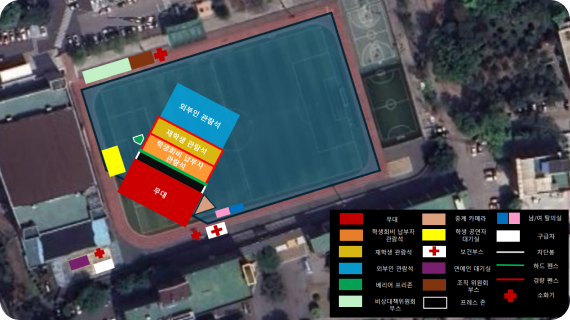 외부인 관람석
재학생 관람석
학생회비 납부자
관람석
무대
무대
학생회비 납부자
관람석
재학생 관람석
외부인 관람석
배리어 프리존
비상대책위원회
부스
중계 카메라
학생 공연자
대기실
보건부스
연예인 대기실
조직 위원회
부스
프레스 존
남/여 탈의실
구급차
차단봉
하드 펜스
경량 펜스
소화기